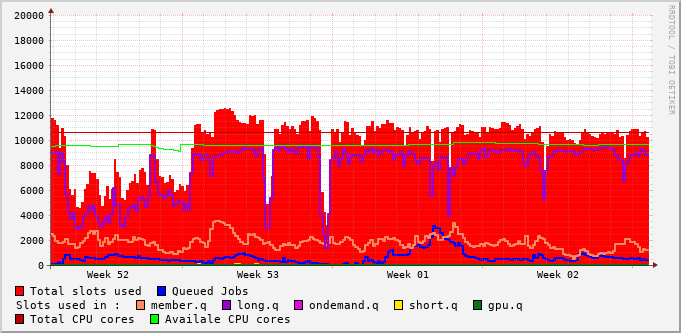 20000
18000
16000
14000
12000
10000
8000
6000
4000
2000
0
Week 52 Week 53 Week 01 Week 02
RRDTOOL / TOBI OETIKER
Total slots used Queued Jobs
Slots used in : member.q long.q ondemand.q short.q gpu.q
Total CPU cores Availale CPU cores